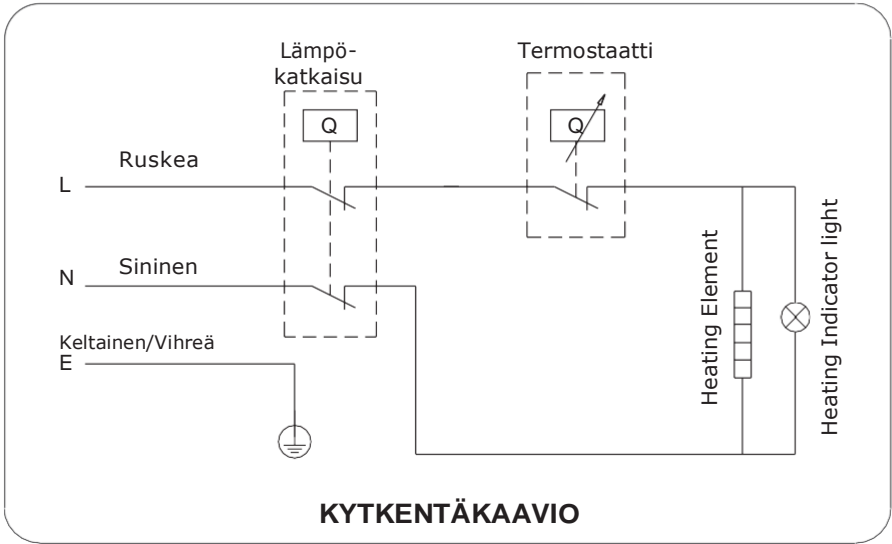 Lämpö-
katkaisu
Termostaatti
Q
Q
Ruskea
L
Sininen
N
Keltainen/Vihreä
E
Heating Element
Heating Indicator light
KYTKENTÄKAAVIO